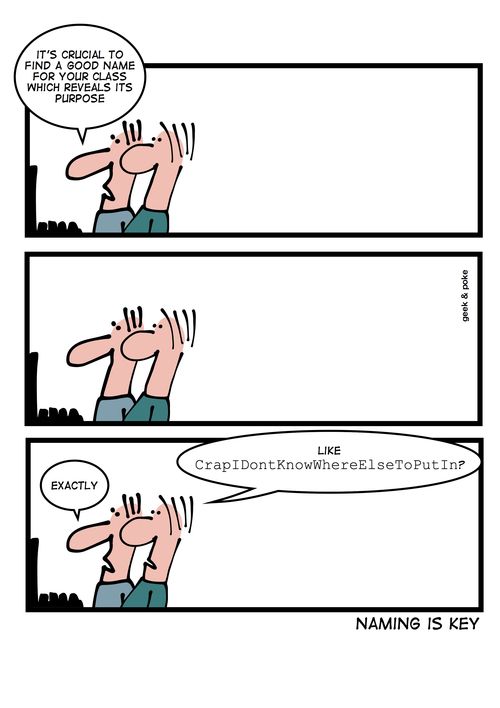 IT'S CRUCIAL TO
FIND A GOOD NAME
FOR YOUR CLASS
WHICH REVEALS ITS
PURPOSE
geek & poke
LIKE
CrapIDontKnowWhereElseToPutIn?
EXACTLY
NAMING IS KEY